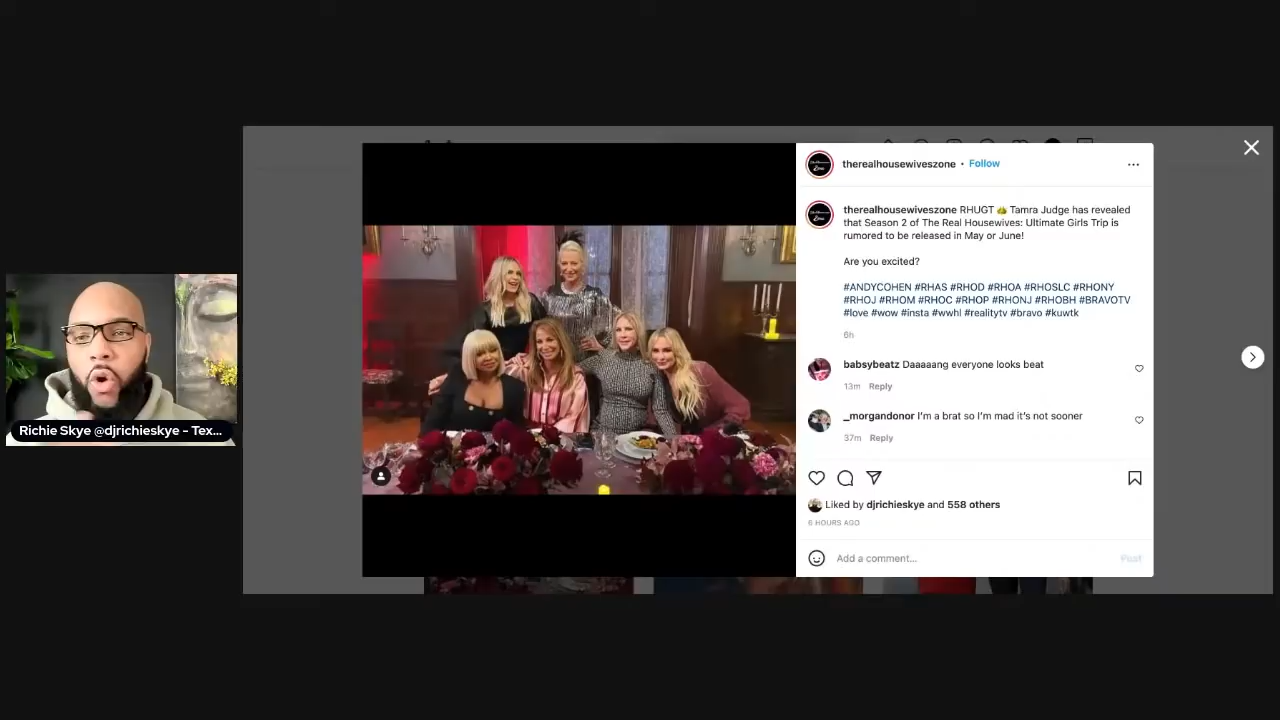 therealhousewiveszone • Follow
therealhousewiveszone RHUGT 👑 Tamra Judge has revealed
that Season 2 of The Real Housewives: Ultimate Girls Trip is
rumored to be released in May or June!
Are you excited?
#ANDYCOHEN #RHAS #RHOD #RHOA #RHOSLC #RHONY
#RHOJ #RHOM #RHOC #RHOP #RHONJ #RHOBH #BRAVOTV
#love #wow #insta #wwhl #realitytv #bravo #kuwtk
6h
babsybeatz Daaaaang everyone looks beat
13m Reply
_morgandonor I'm a brat so I'm mad it's not sooner
37m Reply
Liked by djrichieskye and 558 others
6 HOURS AGO
Add a comment...
Post
Richie Skye @djrichieskye – Tex...